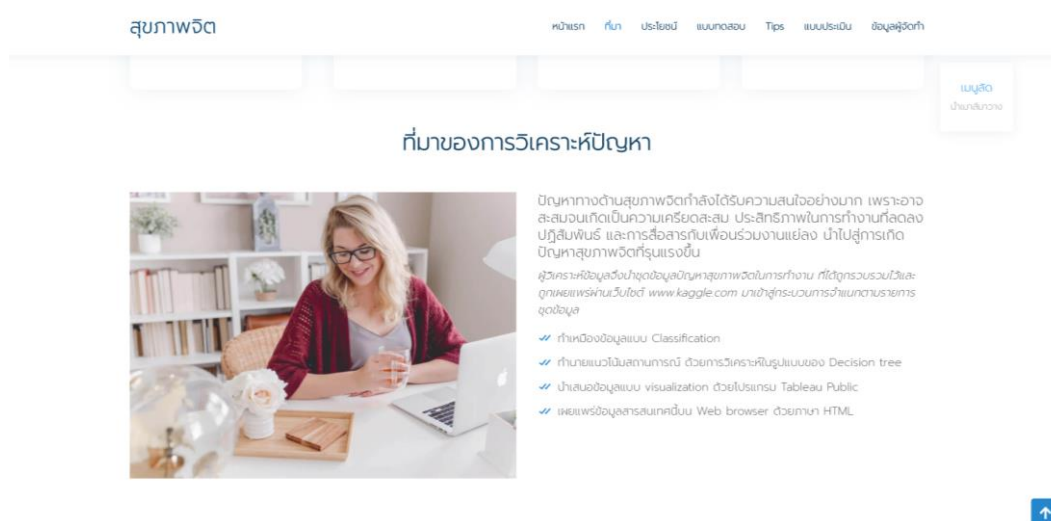 สุขภาพจิต
หน้าแรก ที่มา ประโยชน์ แบบทดสอบ Tips แบบประเมิน ข้อมูลผู้จัดทำ
เมนูลัด
นำเมาส์มาวาง
ที่มาของการวิเคราะห์ปัญหา
ปัญหาทางด้านสุขภาพจิตกำลังได้รับความสนใจอย่างมาก เพราะอาจ
สะสมจนเกิดเป็นความเครียดสะสม ประสิทธิภาพในการทำงานที่ลดลง
ปฏิสัมพันธ์ และการสื่อสารกับเพื่อนร่วมงานแย่ลง นำไปสู่การเกิด
ปัญหาสุขภาพจิตที่รุนแรงขึ้น
ผู้วิเคราะห์ข้อมูลจึงนำชุดข้อมูลปัญหาสุขภาพจิตในการทำงาน ที่ได้ถูกรวบรวมไว้และ
ถูกเผยแพร่ผ่านเว็บไซต์ www.kaggle.com มาเข้าสู่กระบวนการจำแนกตามรายการ
ชุดข้อมูล
ทำเหมืองข้อมูลแบบ Classification
ทำนายแนวโน้มสถานการณ์ ด้วยการวิเคราะห์ในรูปแบบของ Decision tree
นำเสนอข้อมูลแบบ visualization ด้วยโปรแกรม Tableau Public
เผยแพร่ข้อมูลสารสนเทศนี้บน Web browser ด้วยภาษา HTML